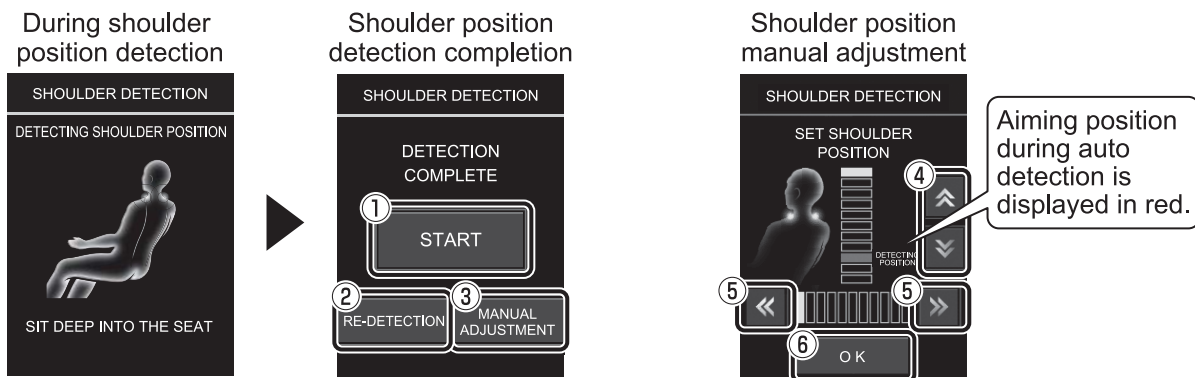 During shoulder
position detection
SHOULDER DETECTION
DETECTING SHOULDER POSITION
SIT DEEP INTO THE SEAT
Shoulder position
detection completion
SHOULDER DETECTION
DETECTION
COMPLETE
①
START
②
RE-DETECTION
③
MANUAL
ADJUSTMENT
Shoulder position
manual adjustment
SHOULDER DETECTION
SET SHOULDER
POSITION
④
DETECTING
POSITION
⑤
⑤
⑥
OK
Aiming position
during auto
detection is
displayed in red.